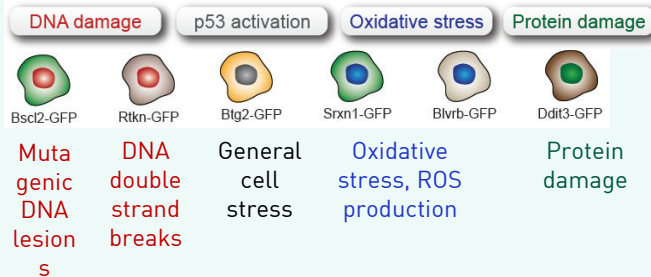 DNA damage p53 activation Oxidative stress Protein damage
Bscl2-GFP Rtkn-GFP Btg2-GFP Srxn1-GFP Blvrb-GFP Ddit3-GFP
Muta
genic
DNA
lesion
s
DNA
double
strand
breaks
General
cell
stress
Oxidative
stress, ROS
production
Protein
damage